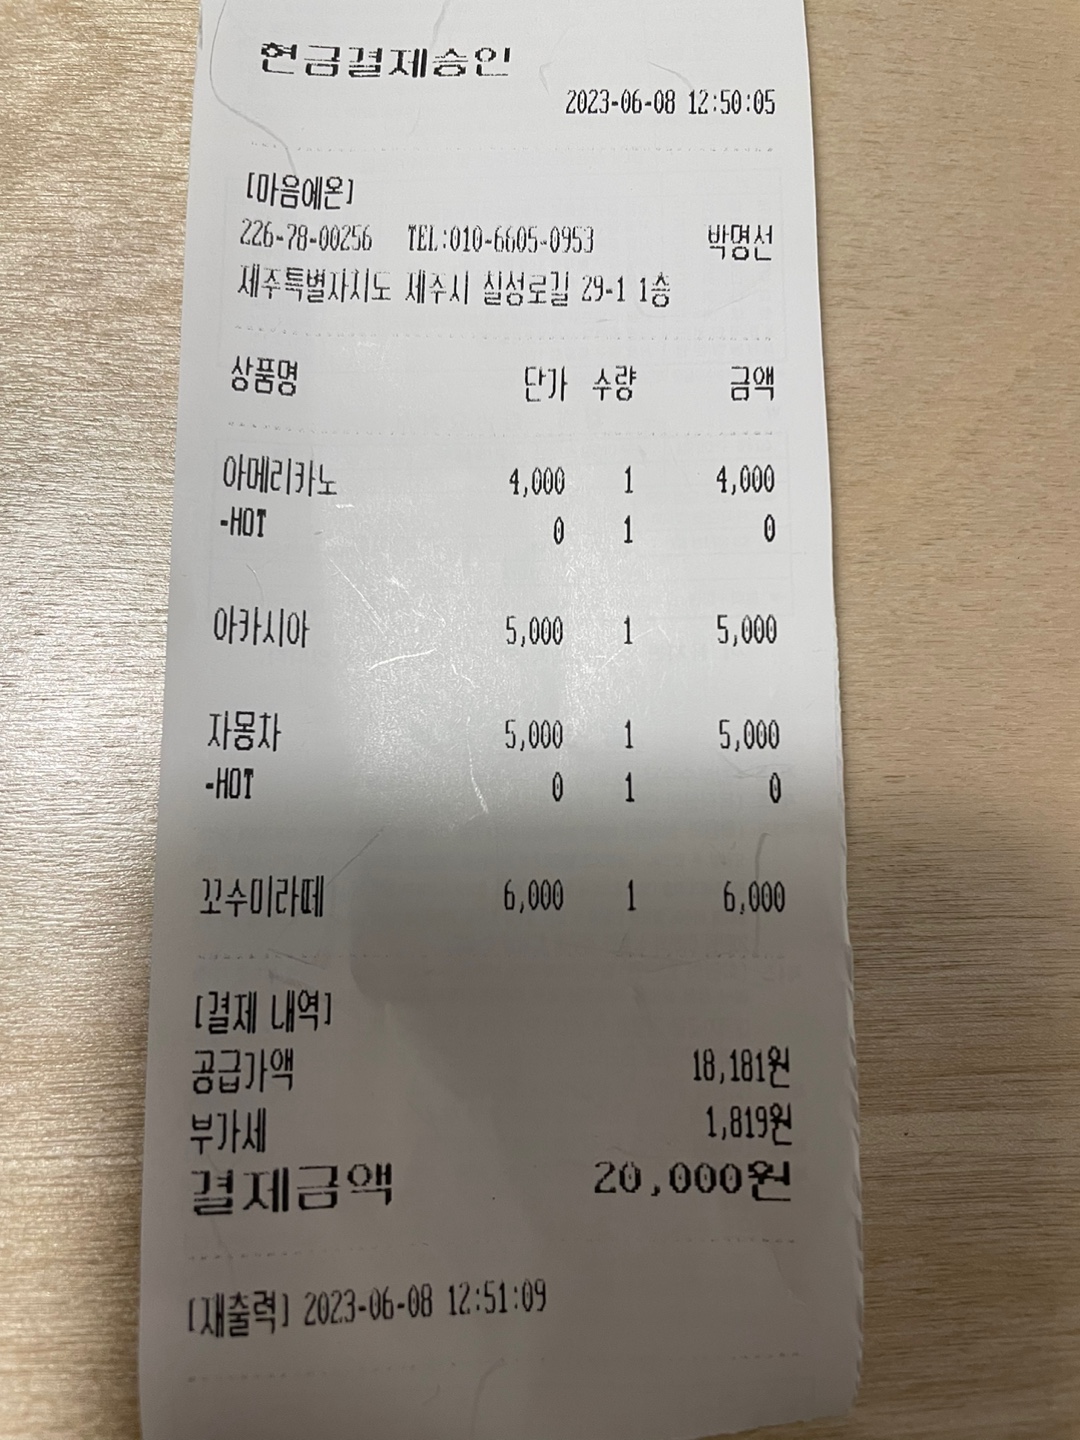 현금결제승인
2023-06-08 12:50:05
[마음에온]
226-78-00256 TEL:010-6605-0953 박명선
제주특별자치도 제주시 칠성로길 29-1 1층
상품명 단가 수량 금액
아메리카노 4,000 1 4,000
-HOT 0 1 0
아카시아 5,000 1 5,000
자몽차 5,000 1 5,000
-HOT 0 1 0
꼬수미라떼 6,000 1 6,000
[결제 내역]
공급가액 18,181원
부가세 1,819원
결제금액 20,000원
[재출력] 2023-06-08 12:51:09